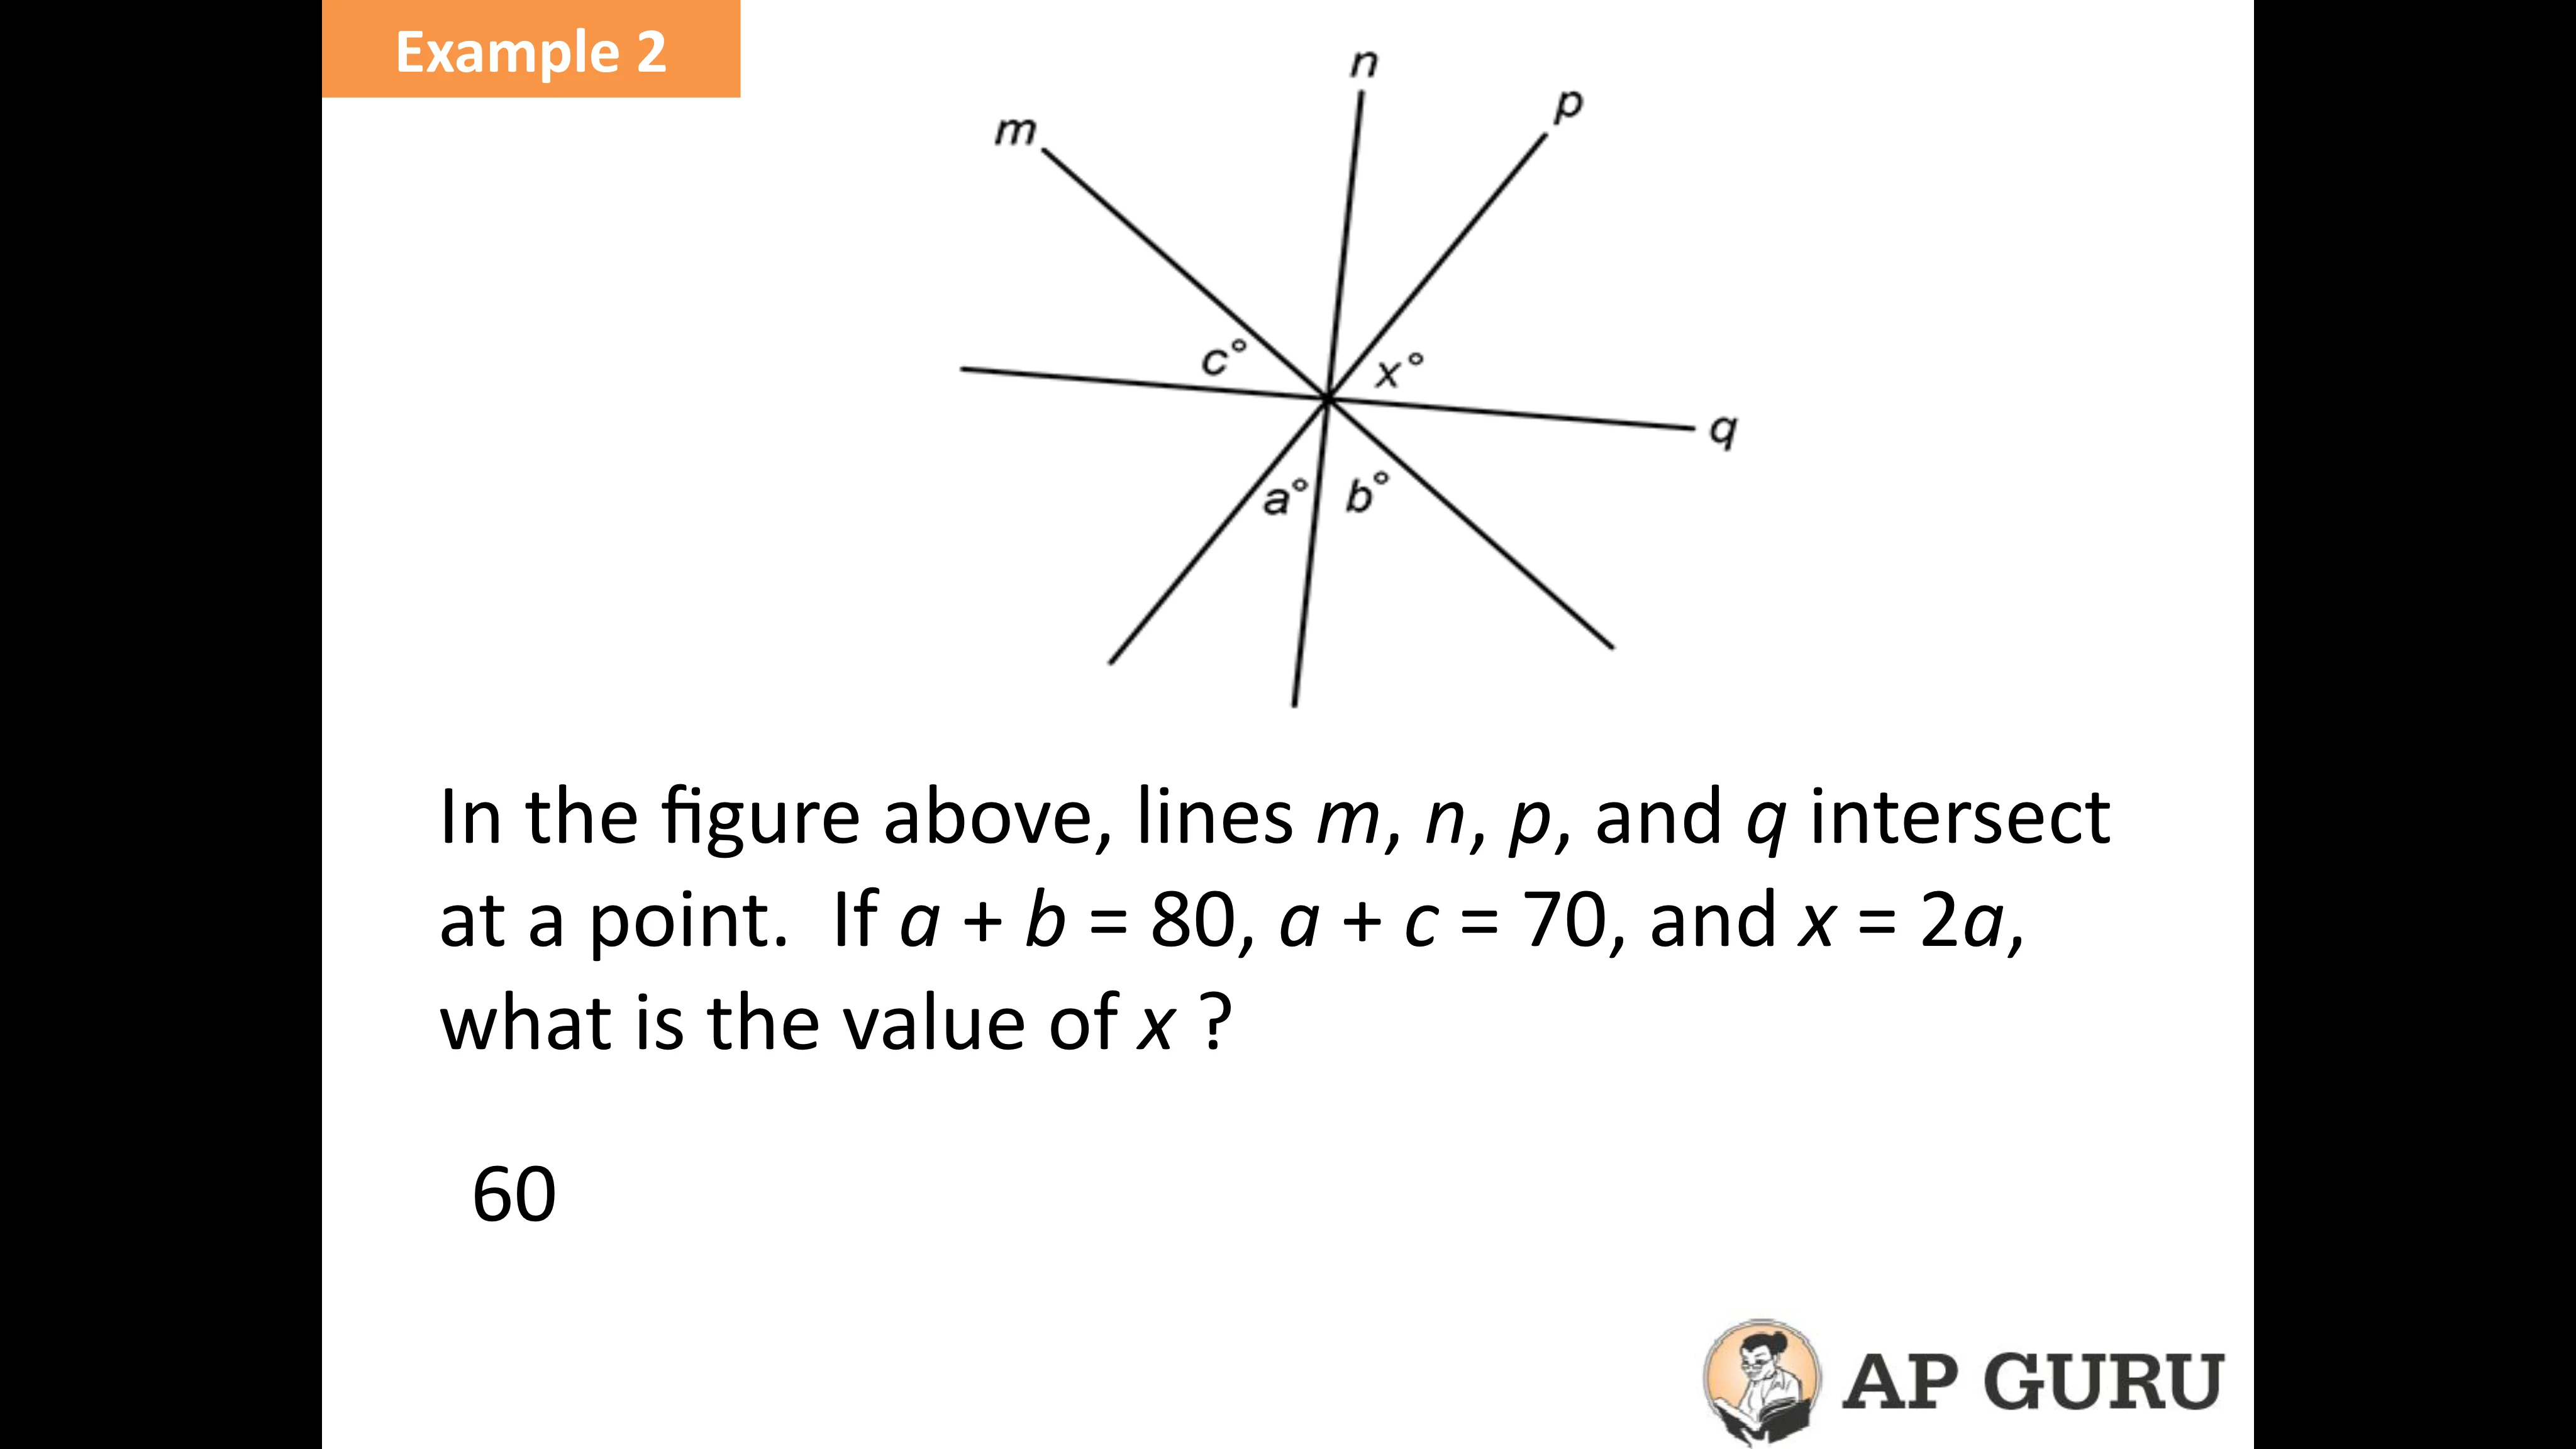 Example 2
n
p
m
c°
x°
q
a°
b°
In the figure above, lines m, n, p, and q intersect
at a point.  If a + b = 80, a + c = 70, and x = 2a,
what is the value of x ?
60
AP GURU